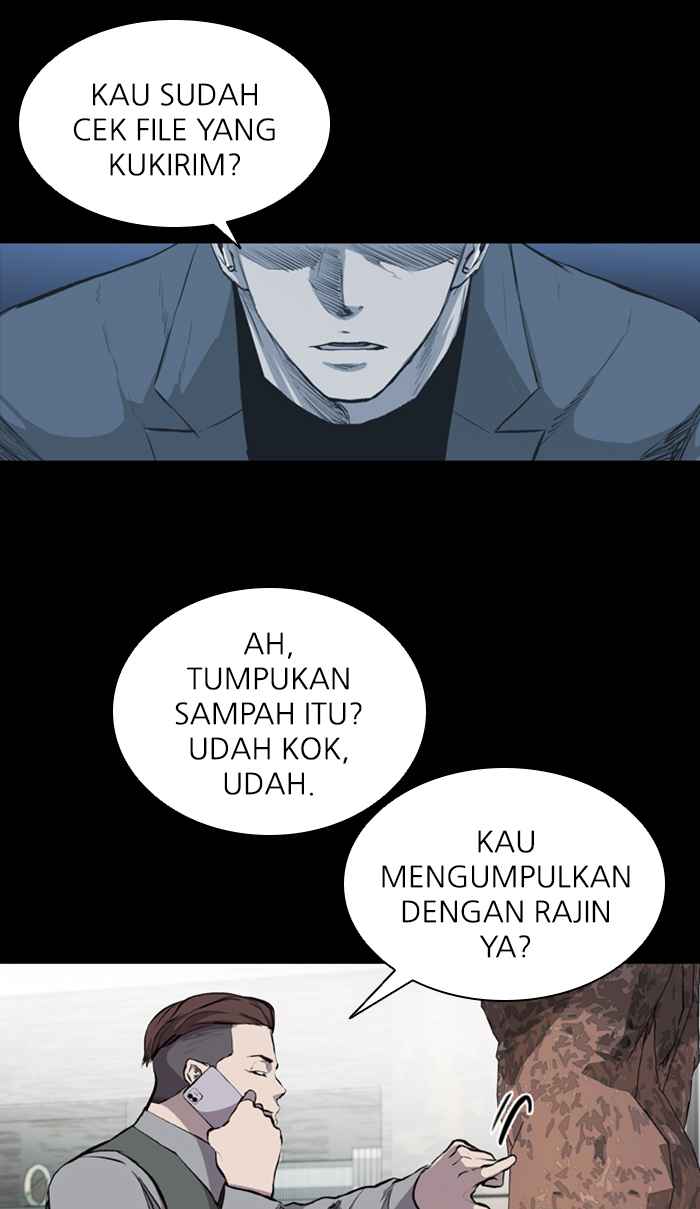 KAU SUDAH
CEK FILE YANG
KUKIRIM?
AH,
TUMPUKAN
SAMPAH ITU?
UDAH KOK,
UDAH.
KAU
MENGUMPULKAN
DENGAN RAJIN
YA?